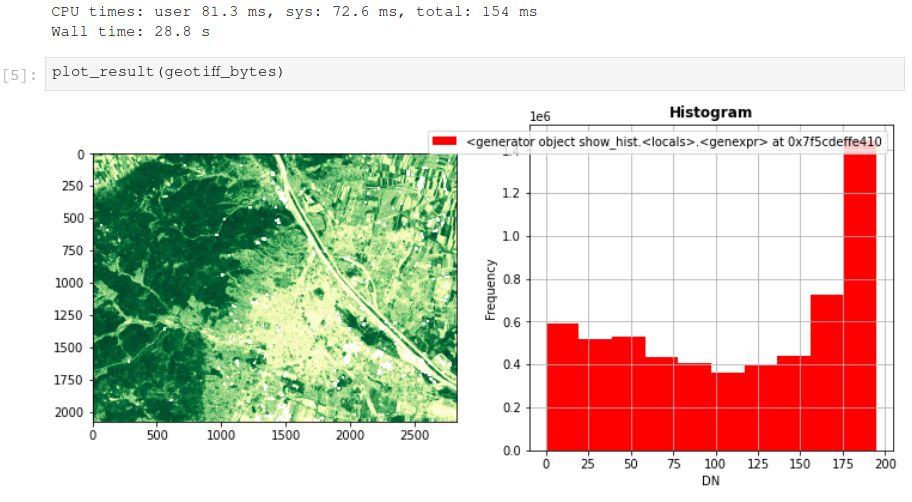 CPU times: user 81.3 ms, sys: 72.6 ms, total: 154 ms
Wall time: 28.8 s
[5]: plot_result(geotiff_bytes)
Histogram
1e6
<generator object show_hist.<locals>.<genexpr> at 0x7f5cdeffe410
0
250
500
750
1000
1250
1500
1750
2000
0 500 1000 1500 2000 2500
Frequency
1.4
1.2
1.0
0.8
0.6
0.4
0.2
0.0
0 25 50 75 100 125 150 175 200
DN